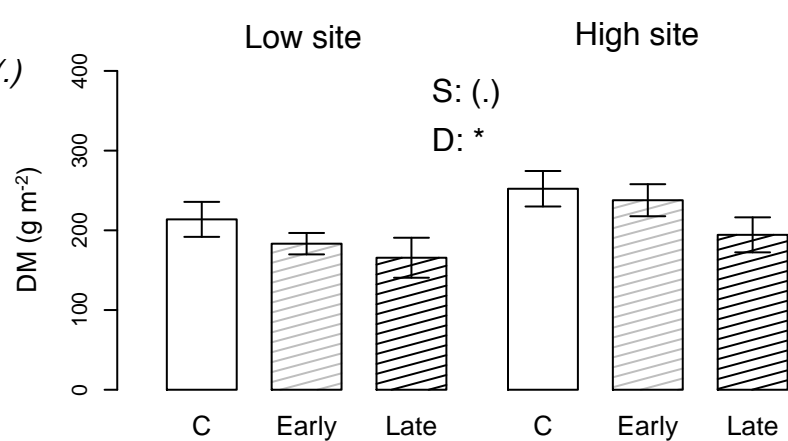 Low site
High site
(.)
S: (.)
D: *
DM (g m⁻²)
400
300
200
100
0
C Early Late C Early Late